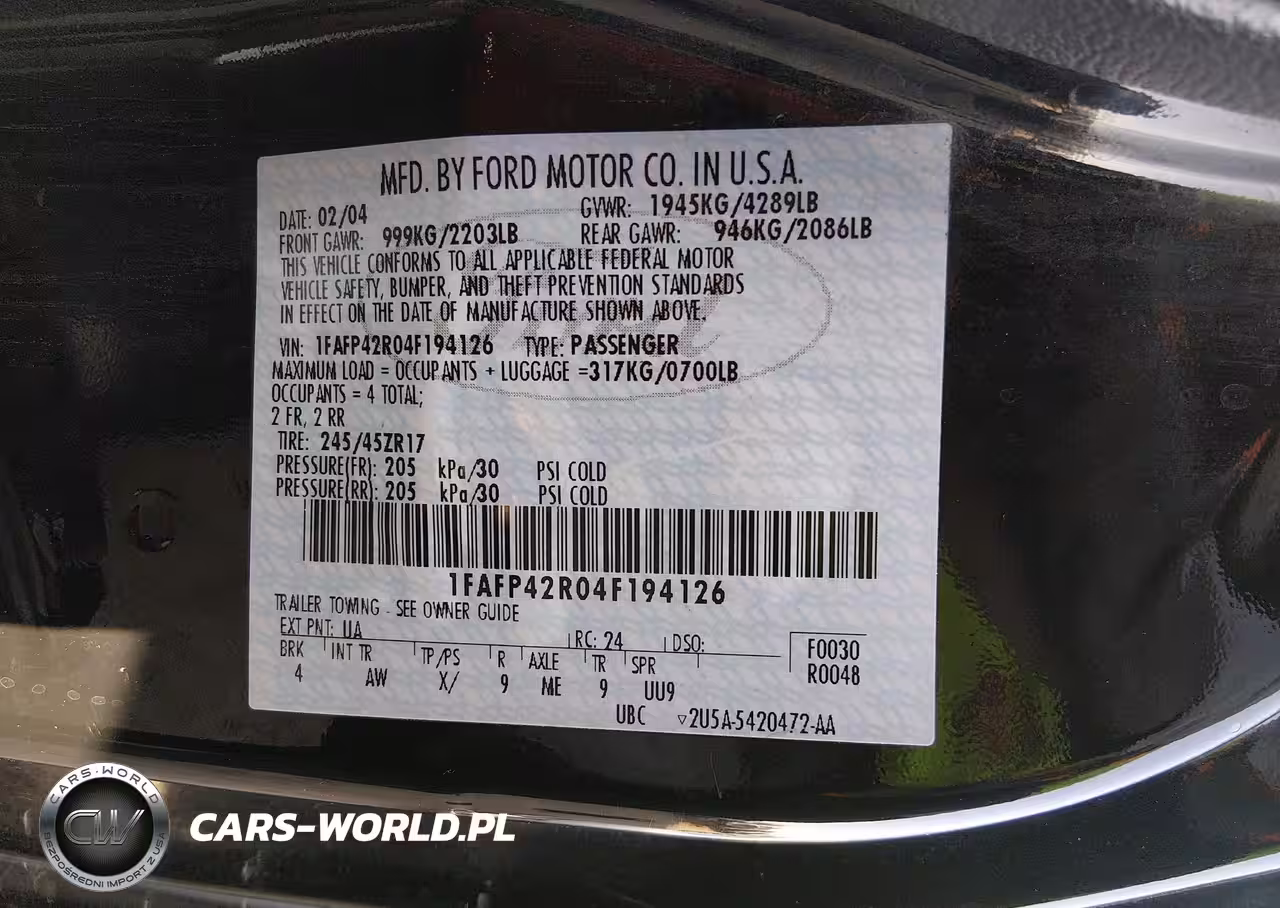 MFD. BY FORD MOTOR CO. IN U.S.A.
DATE: 02/04 GVWR: 1945KG/4289LB
FRONT GAWR: 999KG/2203LB REAR GAWR: 946KG/2086LB
THIS VEHICLE CONFORMS TO ALL APPLICABLE FEDERAL MOTOR
VEHICLE SAFETY, BUMPER, AND THEFT PREVENTION STANDARDS
IN EFFECT ON THE DATE OF MANUFACTURE SHOWN ABOVE.
VIN: 1FAFP42R04F194126 TYPE: PASSENGER
MAXIMUM LOAD = OCCUPANTS + LUGGAGE =317KG/0700LB
OCCUPANTS = 4 TOTAL;
2 FR, 2 RR
TIRE: 245/45ZR17
PRESSURE(FR): 205 kPa/30 PSI COLD
PRESSURE(RR): 205 kPa/30 PSI COLD
1FAFP42R04F194126
TRAILER TOWING - SEE OWNER GUIDE
EXT PNT: UA RC: 24 DSO: F0030
BRK INT TR TP/PS R AXLE TR SPR R0048
4 AW X/ 9 ME 9 UU9
UBC ▽2U5A-5420472-AA
CARS-WORLD
CW
BEZPOŚREDNI IMPORT Z USA
CARS-WORLD.PL